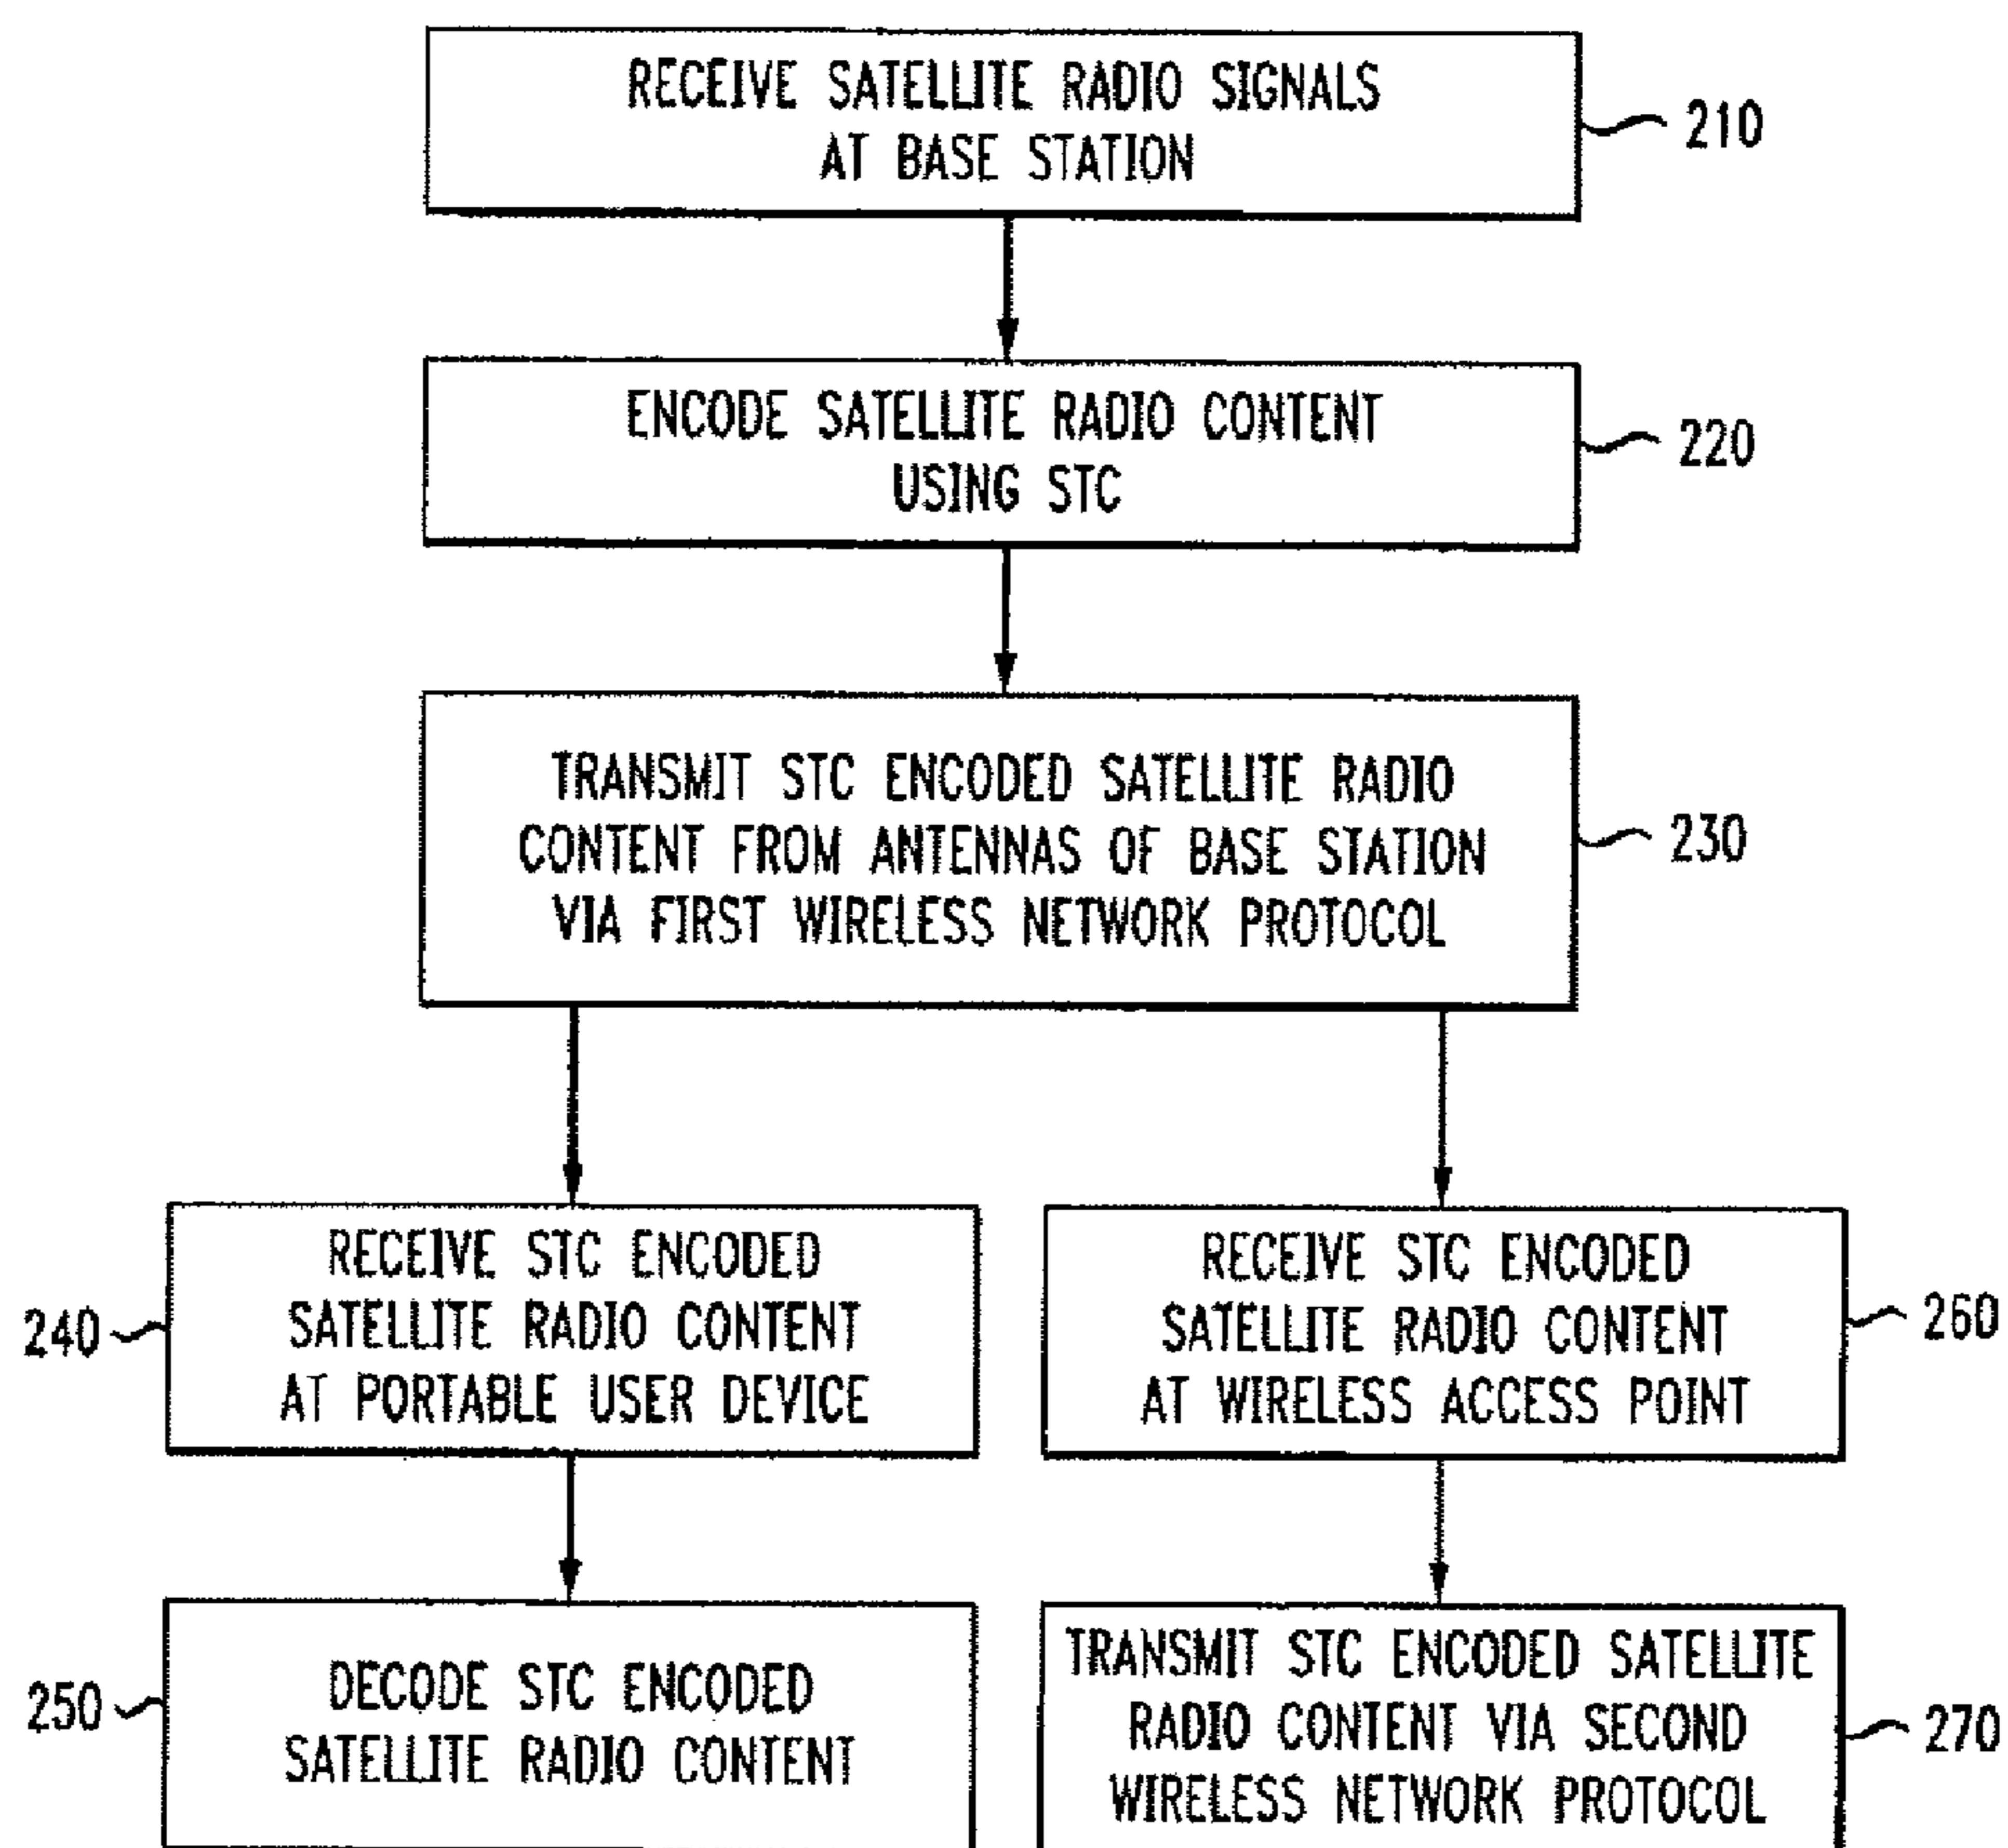 RECEIVE SATELLITE RADIO SIGNALS
AT BASE STATION
210
ENCODE SATELLITE RADIO CONTENT
USING STC
220
TRANSMIT STC ENCODED SATELLITE RADIO
CONTENT FROM ANTENNAS OF BASE STATION
VIA FIRST WIRELESS NETWORK PROTOCOL
230
RECEIVE STC ENCODED
SATELLITE RADIO CONTENT
AT PORTABLE USER DEVICE
240
RECEIVE STC ENCODED
SATELLITE RADIO CONTENT
AT WIRELESS ACCESS POINT
260
DECODE STC ENCODED
SATELLITE RADIO CONTENT
250
TRANSMIT STC ENCODED SATELLITE
RADIO CONTENT VIA SECOND
WIRELESS NETWORK PROTOCOL
270